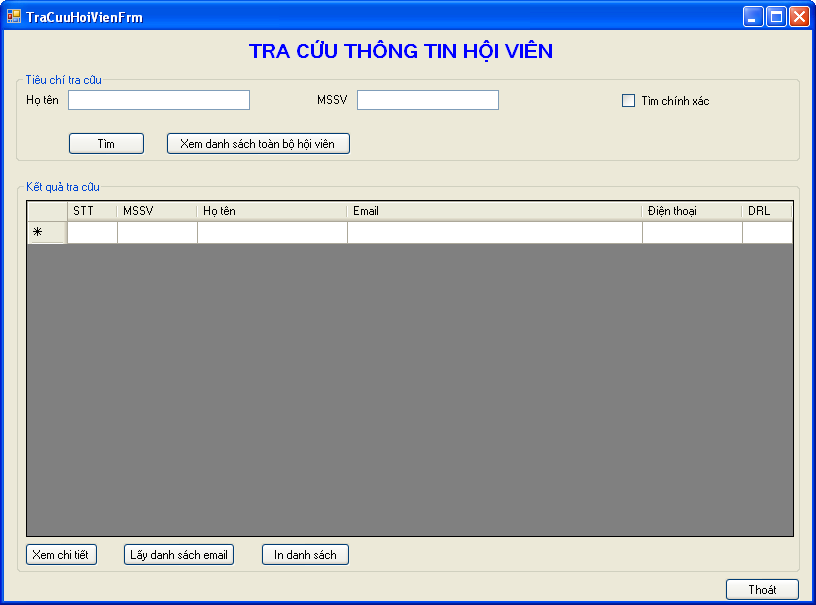 TraCuuHoiVienFrm
TRA CỨU THÔNG TIN HỘI VIÊN
Tiêu chí tra cứu
Họ tên MSSV Tìm chính xác
Tìm Xem danh sách toàn bộ hội viên
Kết quả tra cứu
STT MSSV Họ tên Email Điện thoại DRL
Xem chi tiết Lấy danh sách email In danh sách
Thoát